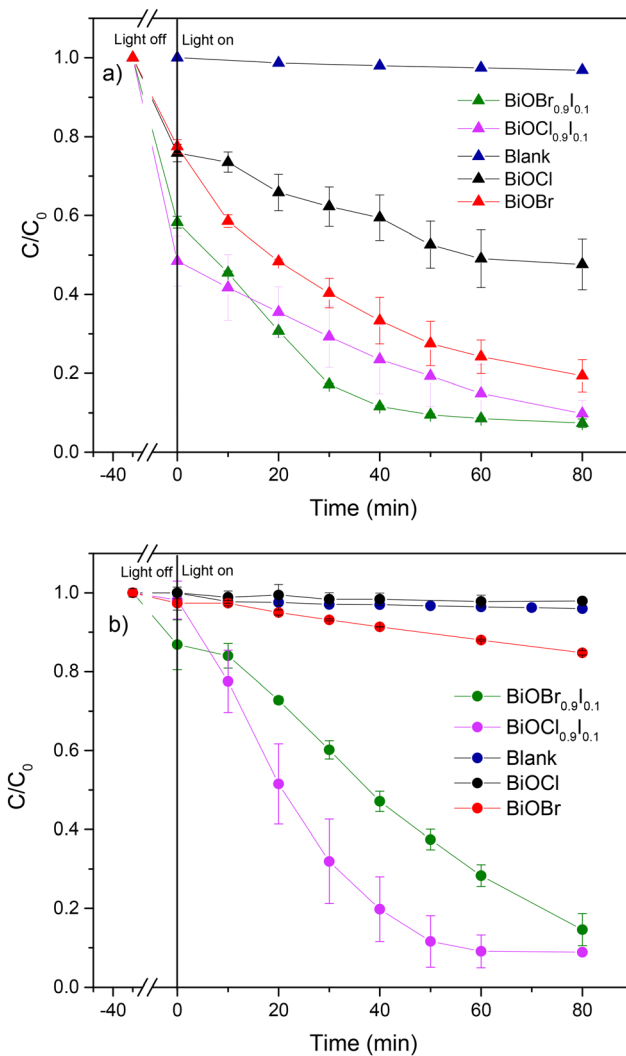 Light off Light on
1.0
a)
BiOBr0.9I0.1
BiOCl0.9I0.1
0.8
Blank
BiOCl
BiOBr
0.6
C/C0
0.4
0.2
0.0
-40 0 20 40 60 80
Time (min)
Light off Light on
1.0
b)
0.8
BiOBr0.9I0.1
BiOCl0.9I0.1
0.6
Blank
BiOCl
BiOBr
C/C0
0.4
0.2
0.0
-40 0 20 40 60 80
Time (min)